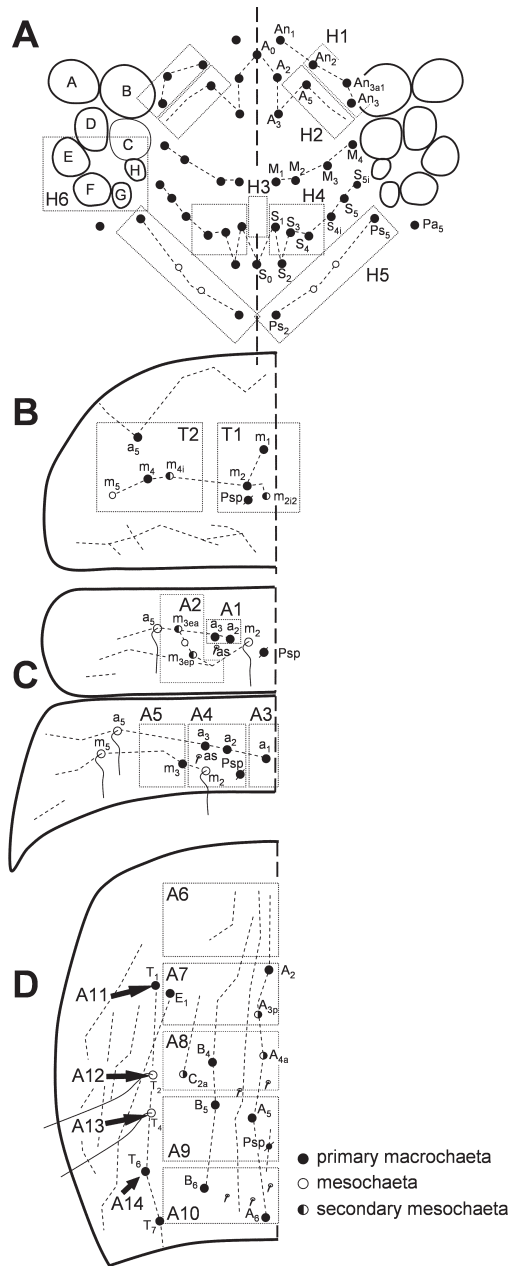 A
An1 H1
A0
An2
A2
An3a1
A5
An3
A B
A3
H2
D
C
M4
E
M3
M1 M2
H
S5i
H6 F G
H3 H4
S5
S1 S3
S4i
S4
Ps5 Pa5
S0 S2
H5
Ps2
B
T2 T1
a5
m1
m4 m4i
m2
m5
Psp m2i2
A2 A1
a5 m3ea
a3 a2 m2
as
C
m3ep
Psp
A5 A4 A3
a5
m5
a3 a2 a1
as
Psp
m3 m2
A6
D
A7
T1
A2
A11 E1
A3p
A8
B4
A4a
A12
T2
C2a
A13
T4
B5
A5
A9
Psp
T6
B6
A14
A10
A6
T7
primary macrochaeta
mesochaeta
secondary mesochaeta